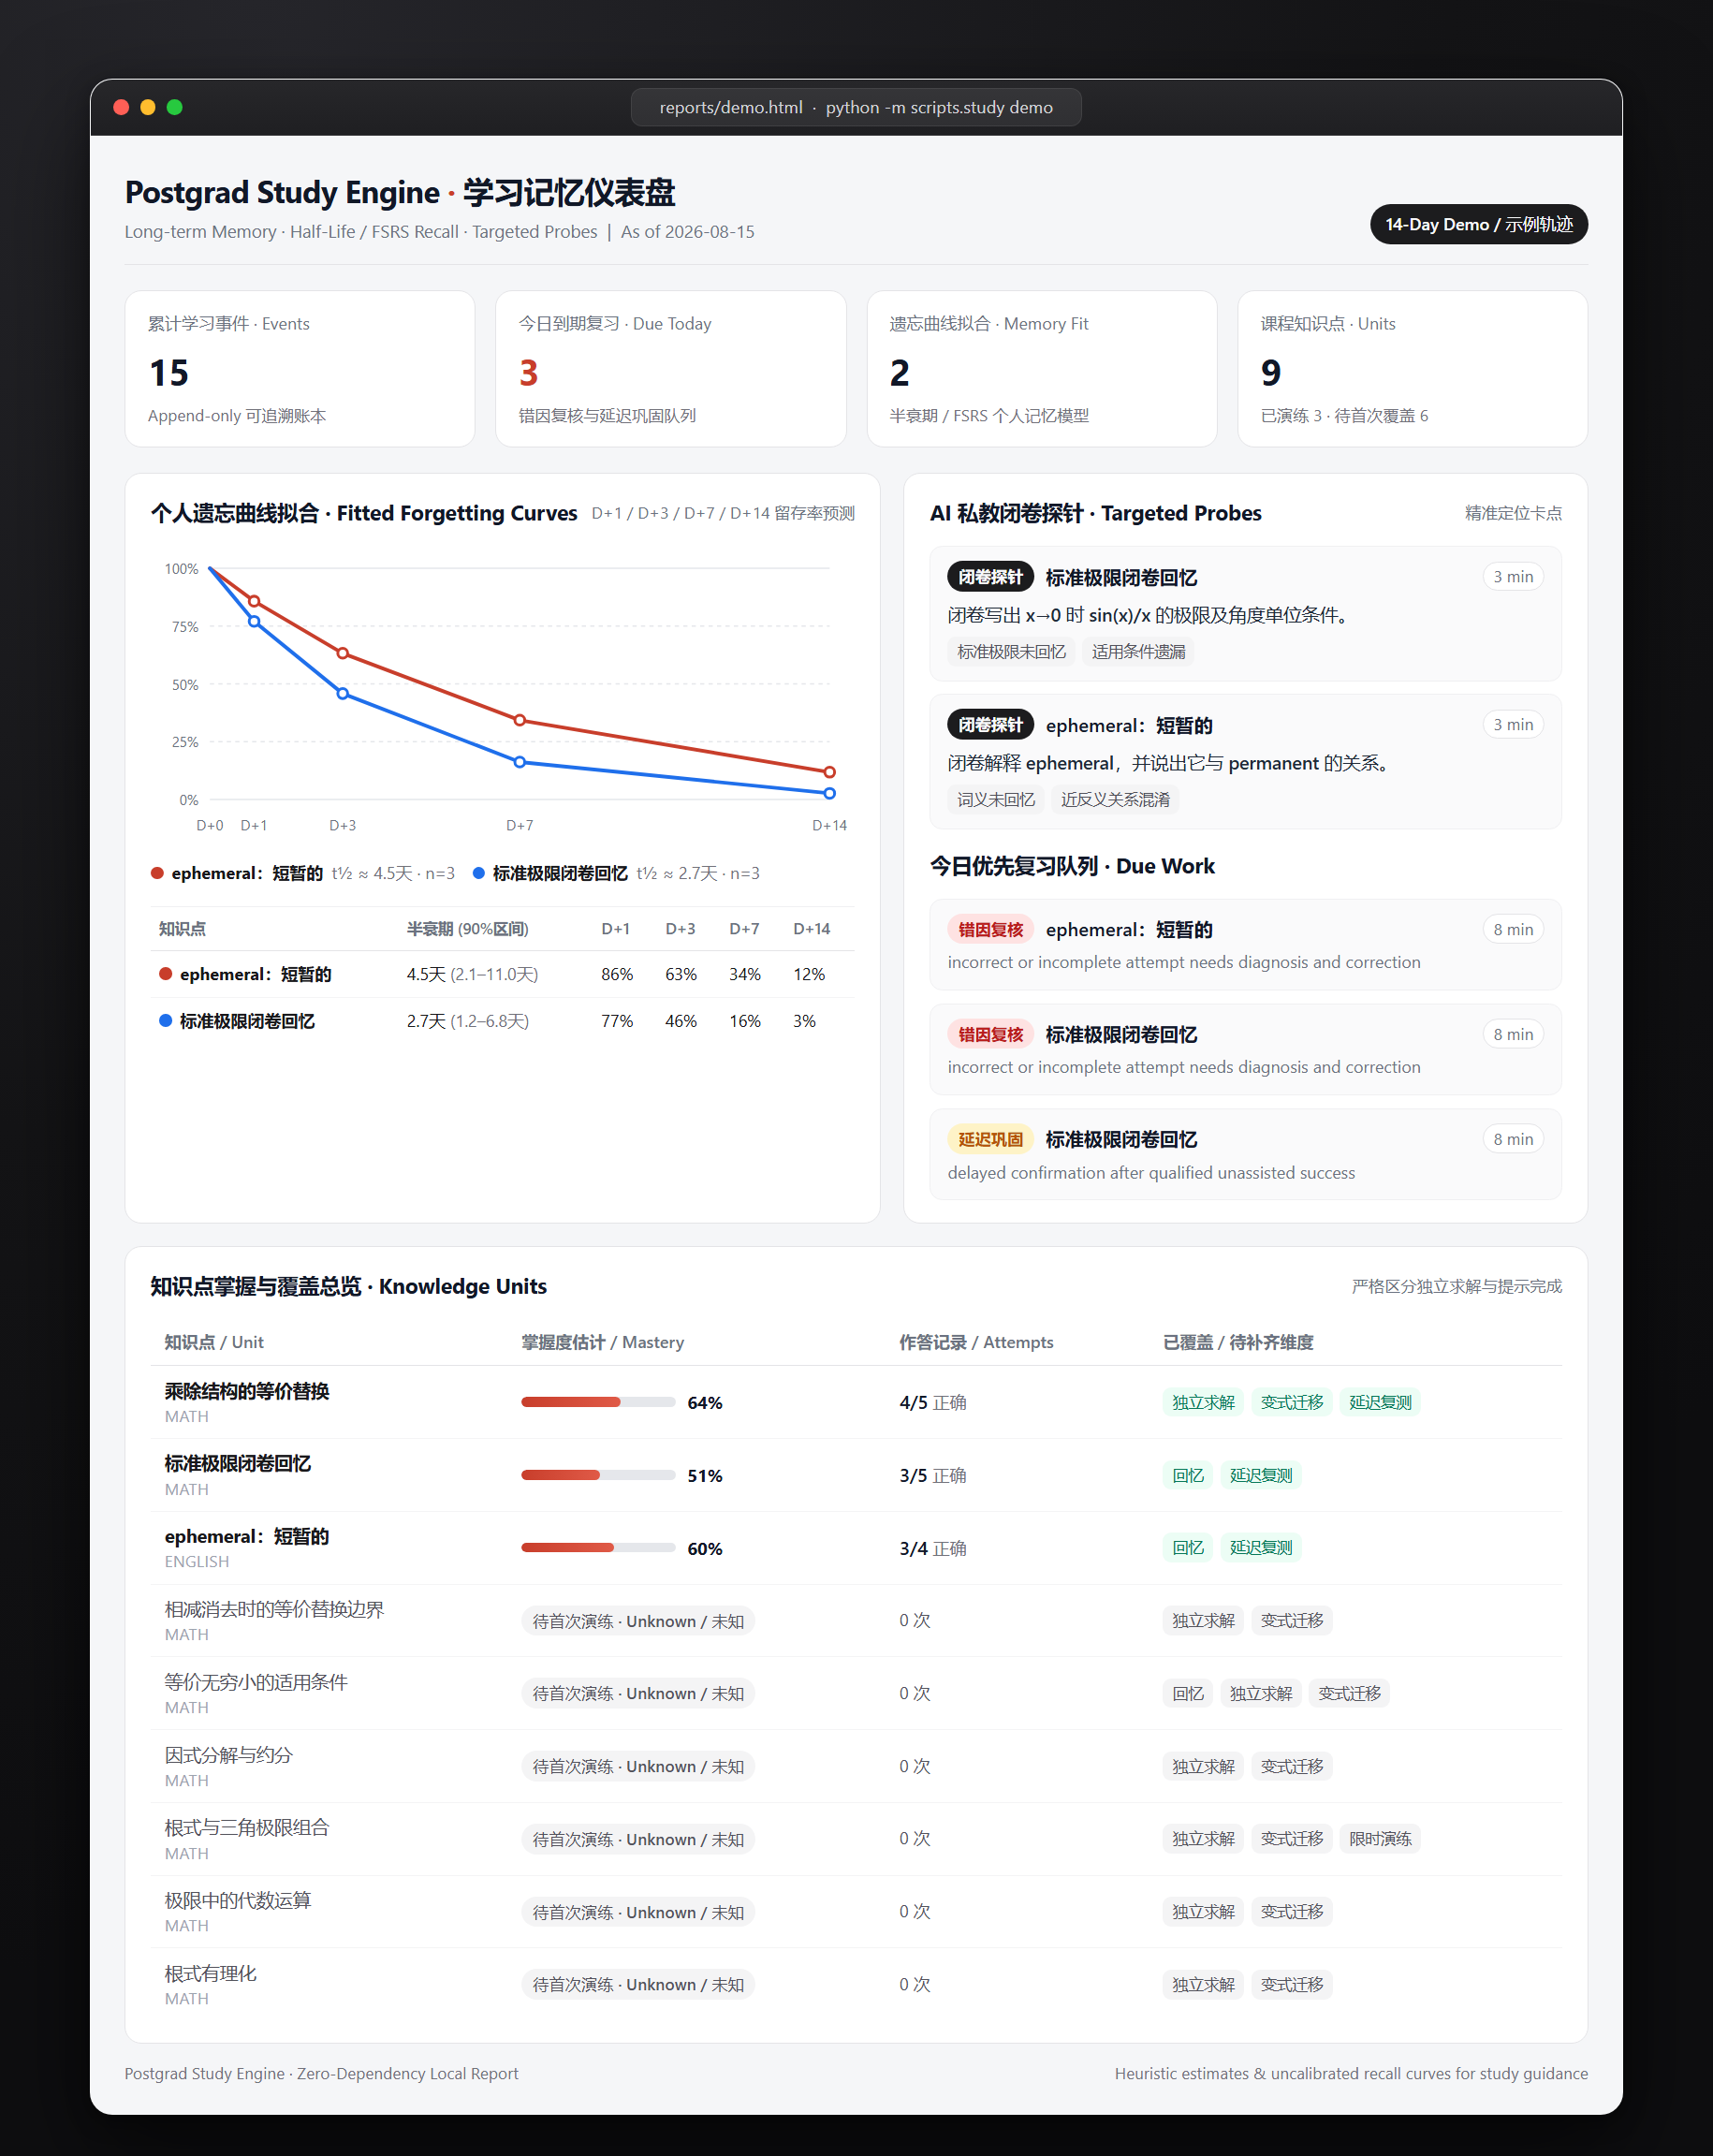 reports/demo.html · python -m scripts.study demo
Postgrad Study Engine · 学习记忆仪表盘
Long-term Memory · Half-Life / FSRS Recall · Targeted Probes | As of 2026-08-15
14-Day Demo / 示例轨迹
累计学习事件 · Events
15
Append-only 可追溯账本
今日到期复习 · Due Today
3
错因复核与延迟巩固队列
遗忘曲线拟合 · Memory Fit
2
半衰期 / FSRS 个人记忆模型
课程知识点 · Units
9
已演练 3 · 待首次覆盖 6
个人遗忘曲线拟合 · Fitted Forgetting Curves D+1 / D+3 / D+7 / D+14 留存率预测
100%
75%
50%
25%
0%
D+0 D+1 D+3 D+7 D+14
ephemeral：短暂的 t½ ≈ 4.5天 · n=3 标准极限闭卷回忆 t½ ≈ 2.7天 · n=3
知识点 半衰期 (90%区间) D+1 D+3 D+7 D+14
ephemeral：短暂的 4.5天 (2.1–11.0天) 86% 63% 34% 12%
标准极限闭卷回忆 2.7天 (1.2–6.8天) 77% 46% 16% 3%
AI 私教闭卷探针 · Targeted Probes 精准定位卡点
闭卷探针 标准极限闭卷回忆 3 min
闭卷写出 x→0 时 sin(x)/x 的极限及角度单位条件。
标准极限未回忆 适用条件遗漏
闭卷探针 ephemeral：短暂的 3 min
闭卷解释 ephemeral，并说出它与 permanent 的关系。
词义未回忆 近反义关系混淆
今日优先复习队列 · Due Work
错因复核 ephemeral：短暂的 8 min
incorrect or incomplete attempt needs diagnosis and correction
错因复核 标准极限闭卷回忆 8 min
incorrect or incomplete attempt needs diagnosis and correction
延迟巩固 标准极限闭卷回忆 8 min
delayed confirmation after qualified unassisted success
知识点掌握与覆盖总览 · Knowledge Units 严格区分独立求解与提示完成
知识点 / Unit 掌握度估计 / Mastery 作答记录 / Attempts 已覆盖 / 待补齐维度
乘除结构的等价替换 64% 4/5 正确 独立求解 变式迁移 延迟复测
MATH
标准极限闭卷回忆 51% 3/5 正确 回忆 延迟复测
MATH
ephemeral：短暂的 60% 3/4 正确 回忆 延迟复测
ENGLISH
相减消去时的等价替换边界 待首次演练 · Unknown / 未知 0 次 独立求解 变式迁移
MATH
等价无穷小的适用条件 待首次演练 · Unknown / 未知 0 次 回忆 独立求解 变式迁移
MATH
因式分解与约分 待首次演练 · Unknown / 未知 0 次 独立求解 变式迁移
MATH
根式与三角极限组合 待首次演练 · Unknown / 未知 0 次 独立求解 变式迁移 限时演练
MATH
极限中的代数运算 待首次演练 · Unknown / 未知 0 次 独立求解 变式迁移
MATH
根式有理化 待首次演练 · Unknown / 未知 0 次 独立求解 变式迁移
MATH
Postgrad Study Engine · Zero-Dependency Local Report Heuristic estimates & uncalibrated recall curves for study guidance